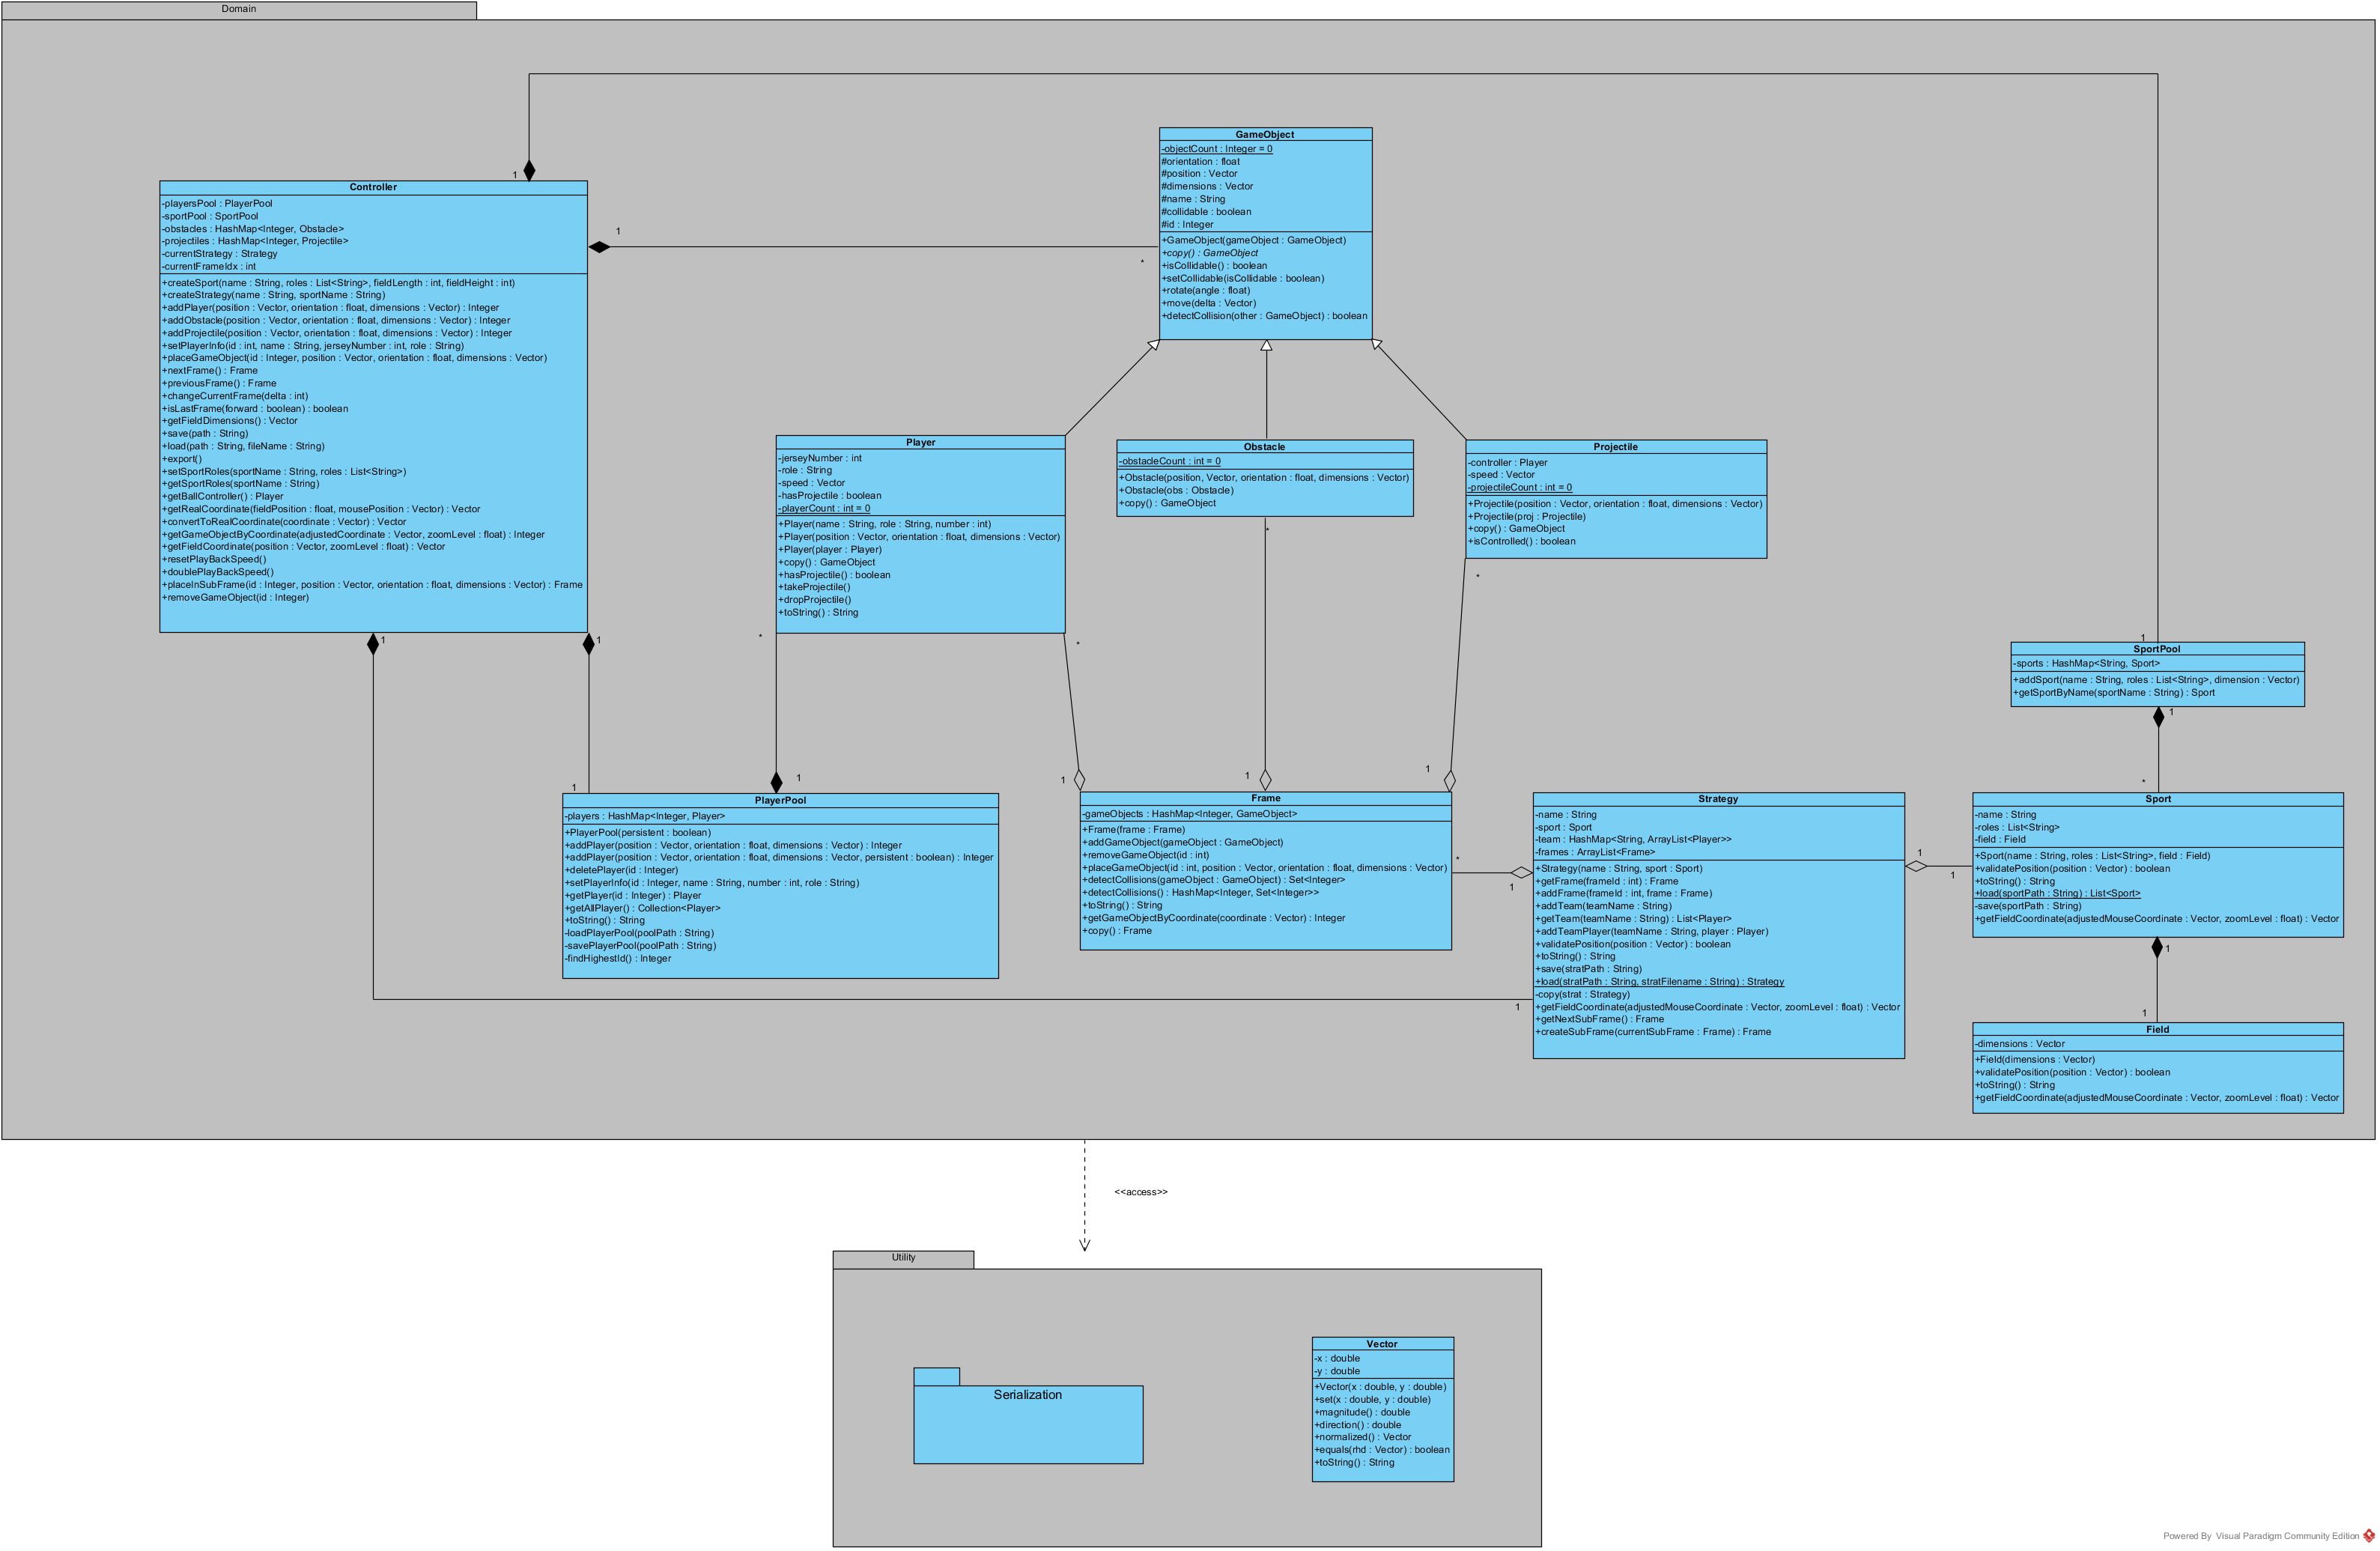 Domain
GameObject
-objectCount : Integer = 0
#orientation : float
#position : Vector
#dimensions : Vector
#name : String
#collidable : boolean
#id : Integer
+GameObject(gameObject : GameObject)
+copy() : GameObject
+isCollidable() : boolean
+setCollidable(isCollidable : boolean)
+rotate(angle : float)
+move(delta : Vector)
+detectCollision(other : GameObject) : boolean
1
Controller
-playersPool : PlayerPool
-sportPool : SportPool
-obstacles : HashMap<Integer, Obstacle>
-projectiles : HashMap<Integer, Projectile>
-currentStrategy : Strategy
-currentFrameIdx : int
+createSport(name : String, roles : List<String>, fieldLength : int, fieldHeight : int)
+createStrategy(name : String, sportName : String)
+addPlayer(position : Vector, orientation : float, dimensions : Vector) : Integer
+addObstacle(position : Vector, orientation : float, dimensions : Vector) : Integer
+addProjectile(position : Vector, orientation : float, dimensions : Vector) : Integer
+setPlayerInfo(id : int, name : String, jerseyNumber : int, role : String)
+placeGameObject(id : Integer, position : Vector, orientation : float, dimensions : Vector)
+nextFrame() : Frame
+previousFrame() : Frame
+changeCurrentFrame(delta : int)
+isLastFrame(forward : boolean) : boolean
+getFieldDimensions() : Vector
+save(path : String)
+load(path : String, fileName : String)
+export()
+setSportRoles(sportName : String, roles : List<String>)
+getSportRoles(sportName : String)
+getBallController() : Player
+getRealCoordinate(fieldPosition : float, mousePosition : Vector) : Vector
+convertToRealCoordinate(coordinate : Vector) : Vector
+getGameObjectByCoordinate(adjustedCoordinate : Vector, zoomLevel : float) : Integer
+getFieldCoordinate(position : Vector, zoomLevel : float) : Vector
+resetPlayBackSpeed()
+doublePlayBackSpeed()
+placeInSubFrame(id : Integer, position : Vector, orientation : float, dimensions : Vector) : Frame
+removeGameObject(id : Integer)
1
*
Player
-jerseyNumber : int
-role : String
-speed : Vector
-hasProjectile : boolean
-playerCount : int = 0
+Player(name : String, role : String, number : int)
+Player(position : Vector, orientation : float, dimensions : Vector)
+Player(player : Player)
+copy() : GameObject
+hasProjectile() : boolean
+takeProjectile()
+dropProjectile()
+toString() : String
Obstacle
-obstacleCount : int = 0
+Obstacle(position, Vector, orientation : float, dimensions : Vector)
+Obstacle(obs : Obstacle)
+copy() : GameObject
Projectile
-controller : Player
-speed : Vector
-projectileCount : int = 0
+Projectile(position : Vector, orientation : float, dimensions : Vector)
+Projectile(proj : Projectile)
+copy() : GameObject
+isControlled() : boolean
*
*
1
1
*
*
1
SportPool
-sports : HashMap<String, Sport>
+addSport(name : String, roles : List<String>, dimension : Vector)
+getSportByName(sportName : String) : Sport
1
*
1
1
1
1
1
PlayerPool
-players : HashMap<Integer, Player>
+PlayerPool(persistent : boolean)
+addPlayer(position : Vector, orientation : float, dimensions : Vector) : Integer
+addPlayer(position : Vector, orientation : float, dimensions : Vector, persistent : boolean) : Integer
+deletePlayer(id : Integer)
+setPlayerInfo(id : Integer, name : String, number : int, role : String)
+getPlayer(id : Integer) : Player
+getAllPlayer() : Collection<Player>
+toString() : String
-loadPlayerPool(poolPath : String)
-savePlayerPool(poolPath : String)
-findHighestId() : Integer
Frame
-gameObjects : HashMap<Integer, GameObject>
+Frame(frame : Frame)
+addGameObject(gameObject : GameObject)
+removeGameObject(id : int)
+placeGameObject(id : int, position : Vector, orientation : float, dimensions : Vector)
+detectCollisions(gameObject : GameObject) : Set<Integer>
+detectCollisions() : HashMap<Integer, Set<Integer>>
+toString() : String
+getGameObjectByCoordinate(coordinate : Vector) : Integer
+copy() : Frame
*
1
Strategy
-name : String
-sport : Sport
-team : HashMap<String, ArrayList<Player>>
-frames : ArrayList<Frame>
+Strategy(name : String, sport : Sport)
+getFrame(frameId : int) : Frame
+addFrame(frameId : int, frame : Frame)
+addTeam(teamName : String)
+getTeam(teamName : String) : List<Player>
+addTeamPlayer(teamName : String, player : Player)
+validatePosition(position : Vector) : boolean
+toString() : String
+save(stratPath : String)
+load(stratPath : String, stratFilename : String) : Strategy
-copy(strat : Strategy)
+getFieldCoordinate(adjustedMouseCoordinate : Vector, zoomLevel : float) : Vector
+getNextSubFrame() : Frame
+createSubFrame(currentSubFrame : Frame) : Frame
1
1
1
Sport
-name : String
-roles : List<String>
-field : Field
+Sport(name : String, roles : List<String>, field : Field)
+validatePosition(position : Vector) : boolean
+toString() : String
+load(sportPath : String) : List<Sport>
-save(sportPath : String)
+getFieldCoordinate(adjustedMouseCoordinate : Vector, zoomLevel : float) : Vector
1
1
Field
-dimensions : Vector
+Field(dimensions : Vector)
+validatePosition(position : Vector) : boolean
+toString() : String
+getFieldCoordinate(adjustedMouseCoordinate : Vector, zoomLevel : float) : Vector
<<access>>
Utility
Serialization
Vector
-x : double
-y : double
+Vector(x : double, y : double)
+set(x : double, y : double)
+magnitude() : double
+direction() : double
+normalized() : Vector
+equals(rhd : Vector) : boolean
+toString() : String
Powered By Visual Paradigm Community Edition